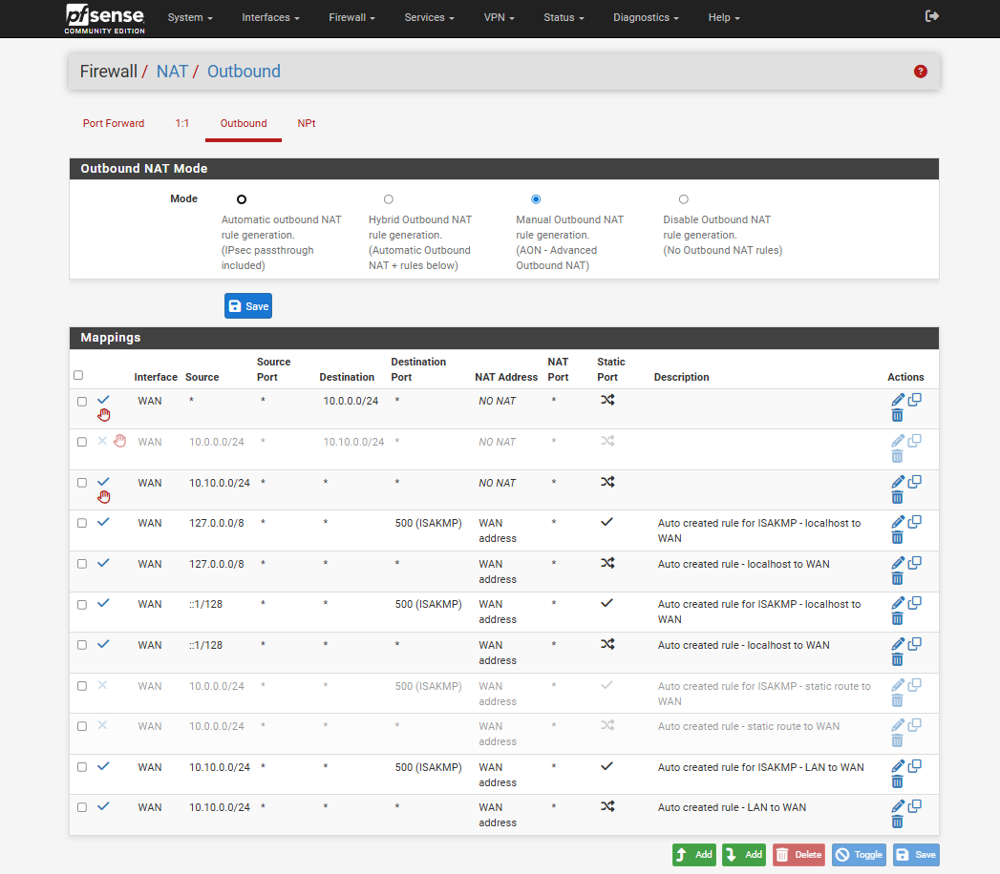 pfsense
COMMUNITY EDITION
System
Interfaces
Firewall
Services
VPN
Status
Diagnostics
Help
Firewall / NAT / Outbound
?
Port Forward 1:1 Outbound NPt
Outbound NAT Mode
Mode
Automatic outbound NAT
rule generation.
(IPsec passthrough
included)
Hybrid Outbound NAT
rule generation.
(Automatic Outbound
NAT + rules below)
Manual Outbound NAT
rule generation.
(AON - Advanced
Outbound NAT)
Disable Outbound NAT
rule generation.
(No Outbound NAT rules)
Save
Mappings
Interface Source Source Port Destination Destination Port NAT Address NAT Port Static Port Description Actions
WAN * * 10.0.0.0/24 * NO NAT *
WAN 10.0.0.0/24 * 10.10.0.0/24 * NO NAT *
WAN 10.10.0.0/24 * * * NO NAT *
WAN 127.0.0.0/8 * * 500 (ISAKMP) WAN address * Auto created rule for ISAKMP - localhost to WAN
WAN 127.0.0.0/8 * * * WAN address * Auto created rule - localhost to WAN
WAN ::1/128 * * 500 (ISAKMP) WAN address * Auto created rule for ISAKMP - localhost to WAN
WAN ::1/128 * * * WAN address * Auto created rule - localhost to WAN
WAN 10.0.0.0/24 * * 500 (ISAKMP) WAN address * Auto created rule for ISAKMP - static route to WAN
WAN 10.0.0.0/24 * * * WAN address * Auto created rule - static route to WAN
WAN 10.10.0.0/24 * * 500 (ISAKMP) WAN address * Auto created rule for ISAKMP - LAN to WAN
WAN 10.10.0.0/24 * * * WAN address * Auto created rule - LAN to WAN
Add Add Delete Toggle Save